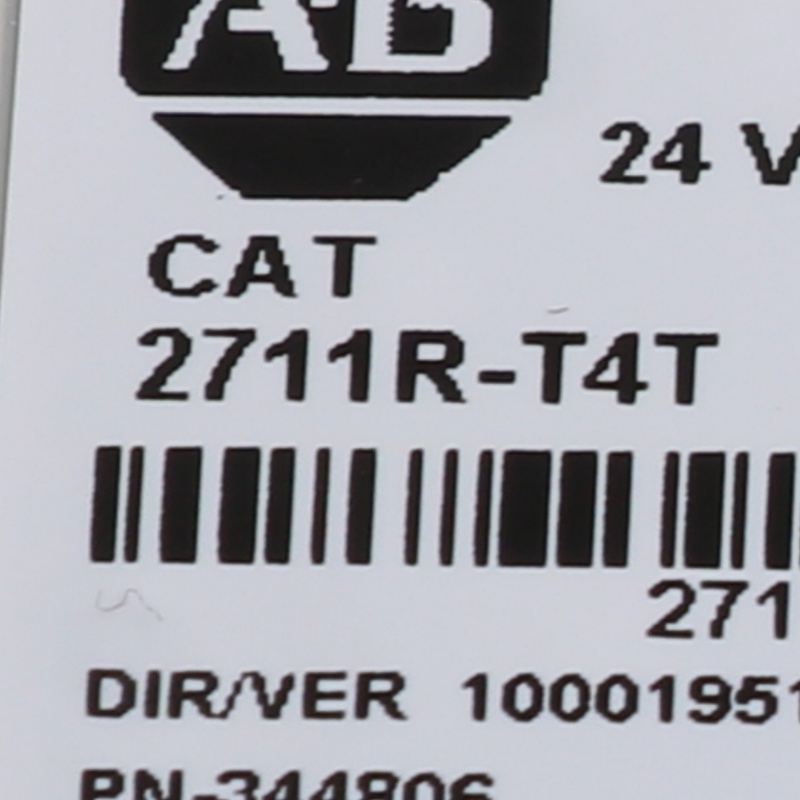 AB
24 V
CAT
2711R-T4T
271
DIR/VER 10001951
PN-344806